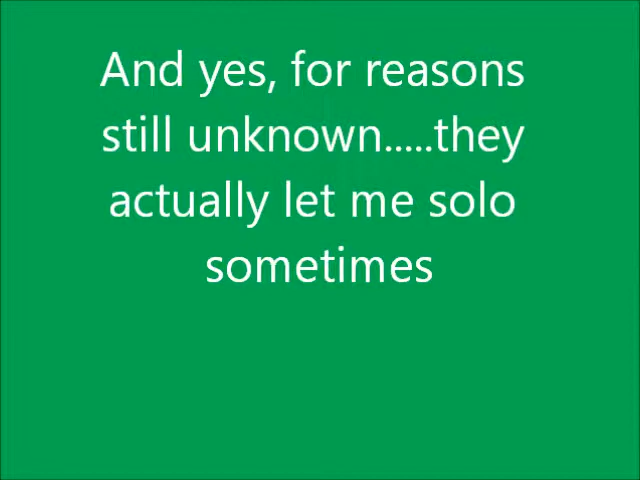 And yes, for reasons
still unknown.....they
actually let me solo
sometimes